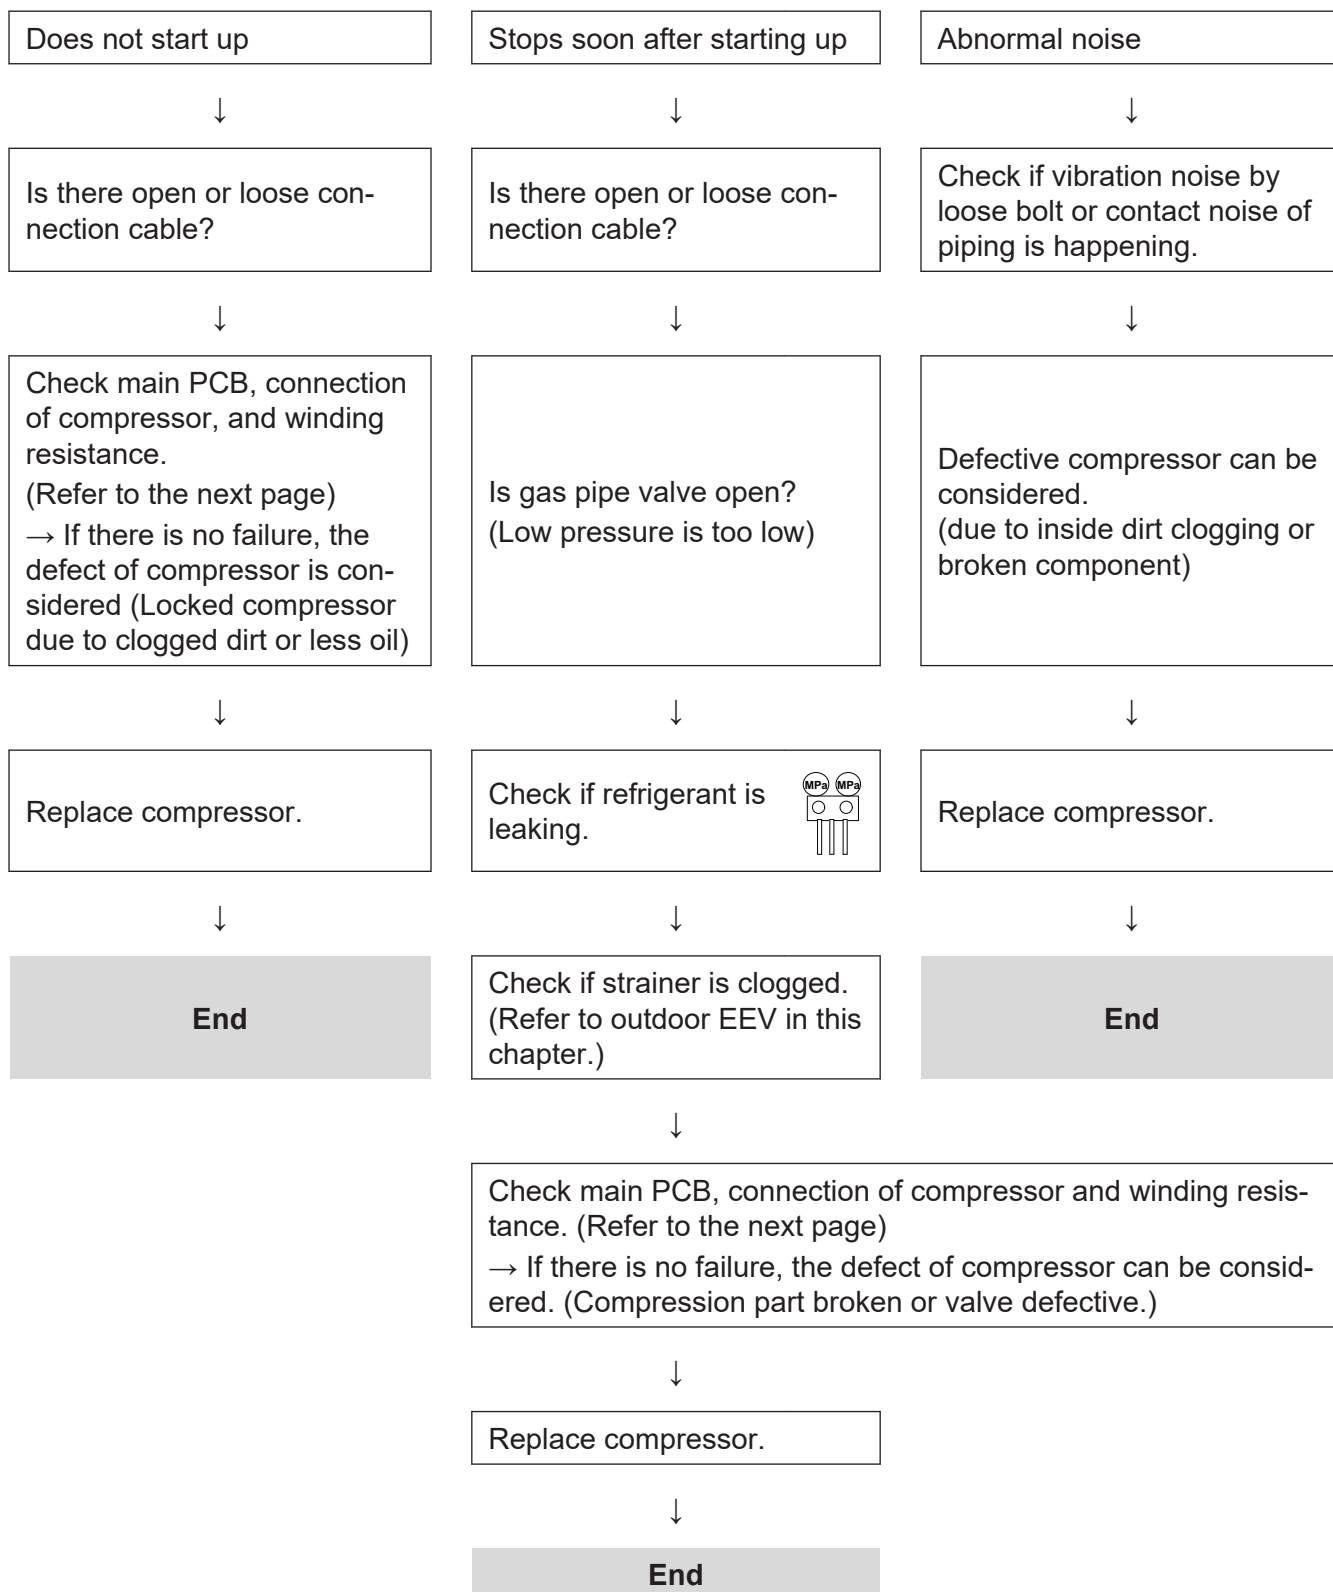 Does not start up
↓
Is there open or loose con-
nection cable?
↓
Check main PCB, connection
of compressor, and winding
resistance.
(Refer to the next page)
→ If there is no failure, the
defect of compressor is con-
sidered (Locked compressor
due to clogged dirt or less oil)
↓
Replace compressor.
↓
End
Stops soon after starting up
↓
Is there open or loose con-
nection cable?
↓
Is gas pipe valve open?
(Low pressure is too low)
↓
Check if refrigerant is
leaking.
MPa MPa
↓
Check if strainer is clogged.
(Refer to outdoor EEV in this
chapter.)
↓
Check main PCB, connection of compressor and winding resis-
tance. (Refer to the next page)
→ If there is no failure, the defect of compressor can be consid-
ered. (Compression part broken or valve defective.)
↓
Replace compressor.
↓
End
Abnormal noise
↓
Check if vibration noise by
loose bolt or contact noise of
piping is happening.
↓
Defective compressor can be
considered.
(due to inside dirt clogging or
broken component)
↓
Replace compressor.
↓
End